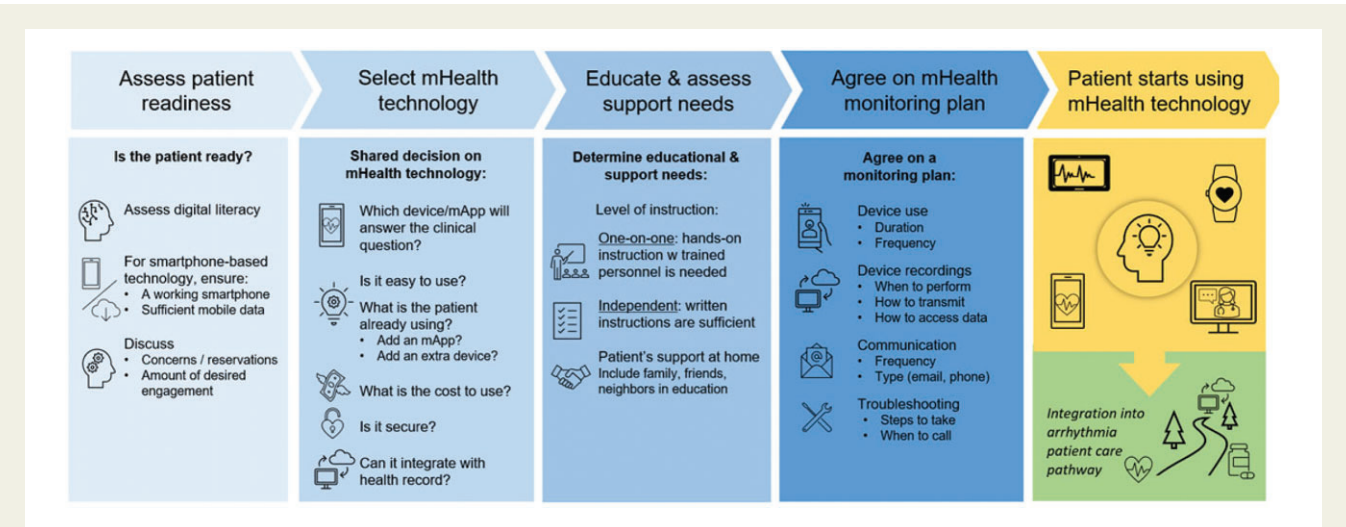 Assess patient
readiness
Select mHealth
technology
Educate & assess
support needs
Agree on mHealth
monitoring plan
Patient starts using
mHealth technology
Is the patient ready?
Assess digital literacy
For smartphone-based
technology, ensure:
• A working smartphone
• Sufficient mobile data
Discuss
• Concerns / reservations
• Amount of desired
engagement
Shared decision on
mHealth technology:
Which device/mApp will
answer the clinical
question?
Is it easy to use?
What is the patient
already using?
• Add an mApp?
• Add an extra device?
What is the cost to use?
Is it secure?
Can it integrate with
health record?
Determine educational &
support needs:
Level of instruction:
One-on-one: hands-on
instruction w trained
personnel is needed
Independent: written
instructions are sufficient
Patient's support at home
Include family, friends,
neighbors in education
Agree on a
monitoring plan:
Device use
• Duration
• Frequency
Device recordings
• When to perform
• How to transmit
• How to access data
Communication
• Frequency
• Type (email, phone)
Troubleshooting
• Steps to take
• When to call
Integration into
arrhythmia
patient care
pathway